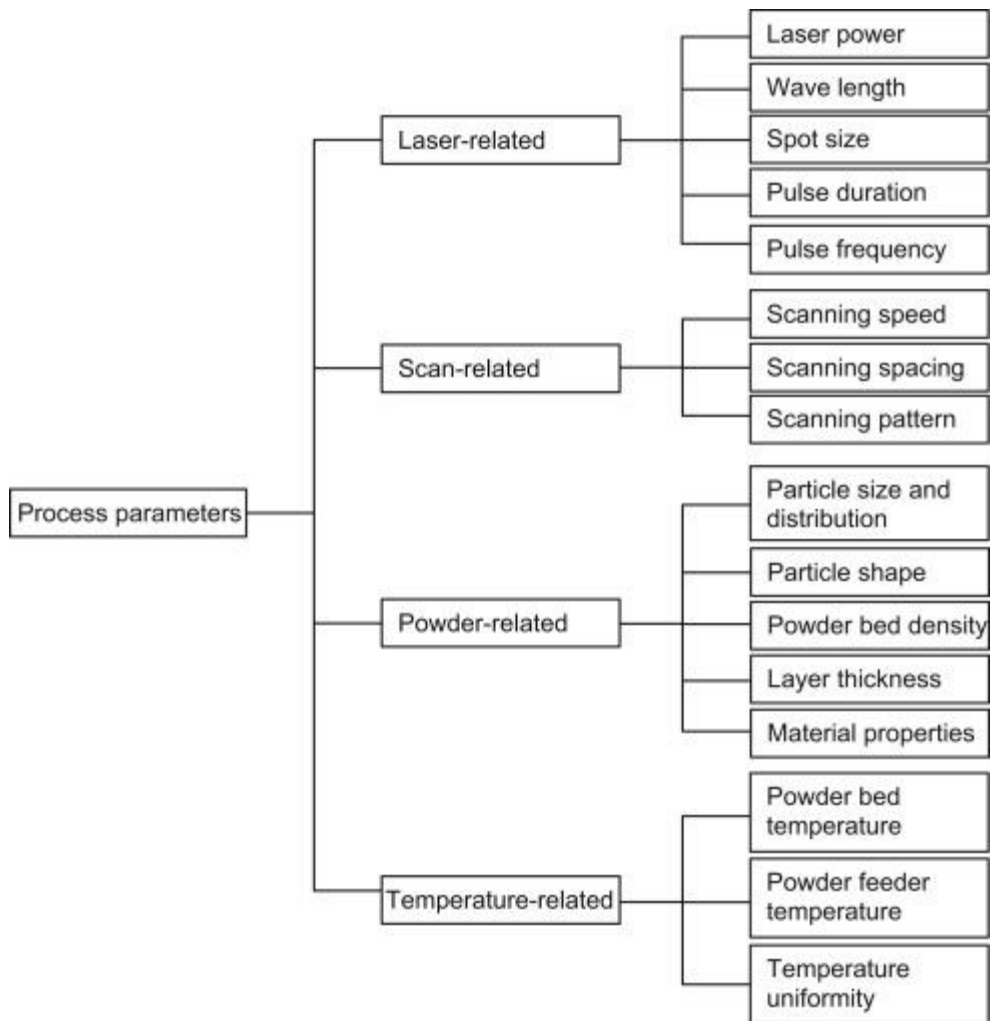 Laser power
Wave length
Laser-related
Spot size
Pulse duration
Pulse frequency
Scanning speed
Scan-related
Scanning spacing
Scanning pattern
Process parameters
Particle size and
distribution
Particle shape
Powder-related
Powder bed density
Layer thickness
Material properties
Powder bed
temperature
Temperature-related
Powder feeder
temperature
Temperature
uniformity